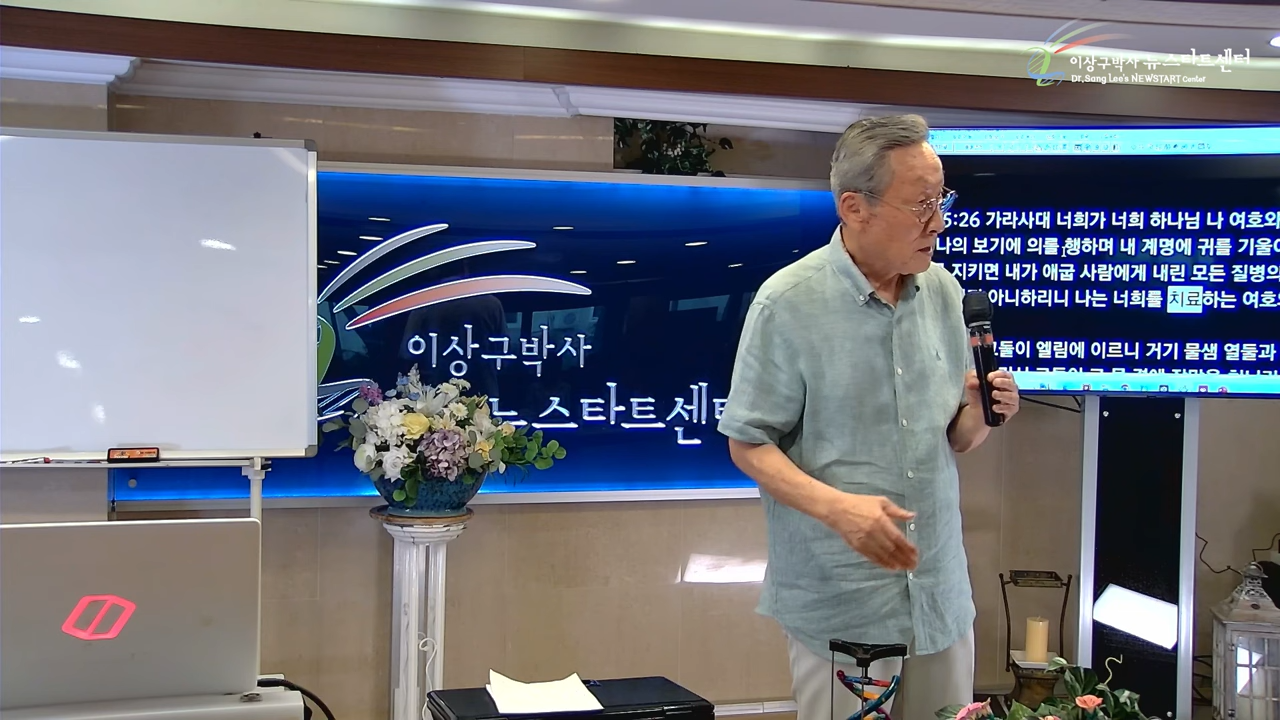 이상구박사 뉴스타트센터
Dr. Sang Lee's NEWSTART Center
이상구박사
뉴스타트센터
5:26 가라사대 너희가 너희 하나님 나 여호와
나의 보기에 의를 행하며 내 계명에 귀를 기울이
지키면 내가 애굽 사람에게 내린 모든 질병의
아니하리니 나는 너희를 치료하는 여호와
그들이 엘림에 이르니 거기 물샘 열둘과